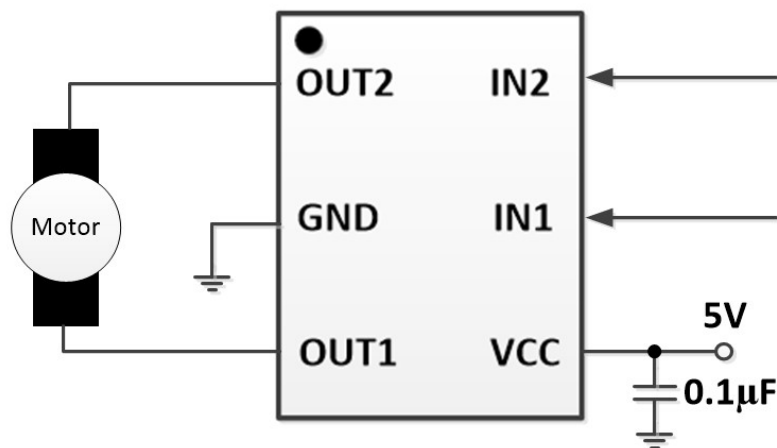 OUT2 IN2
Motor
GND IN1
5V
OUT1 VCC
0.1µF